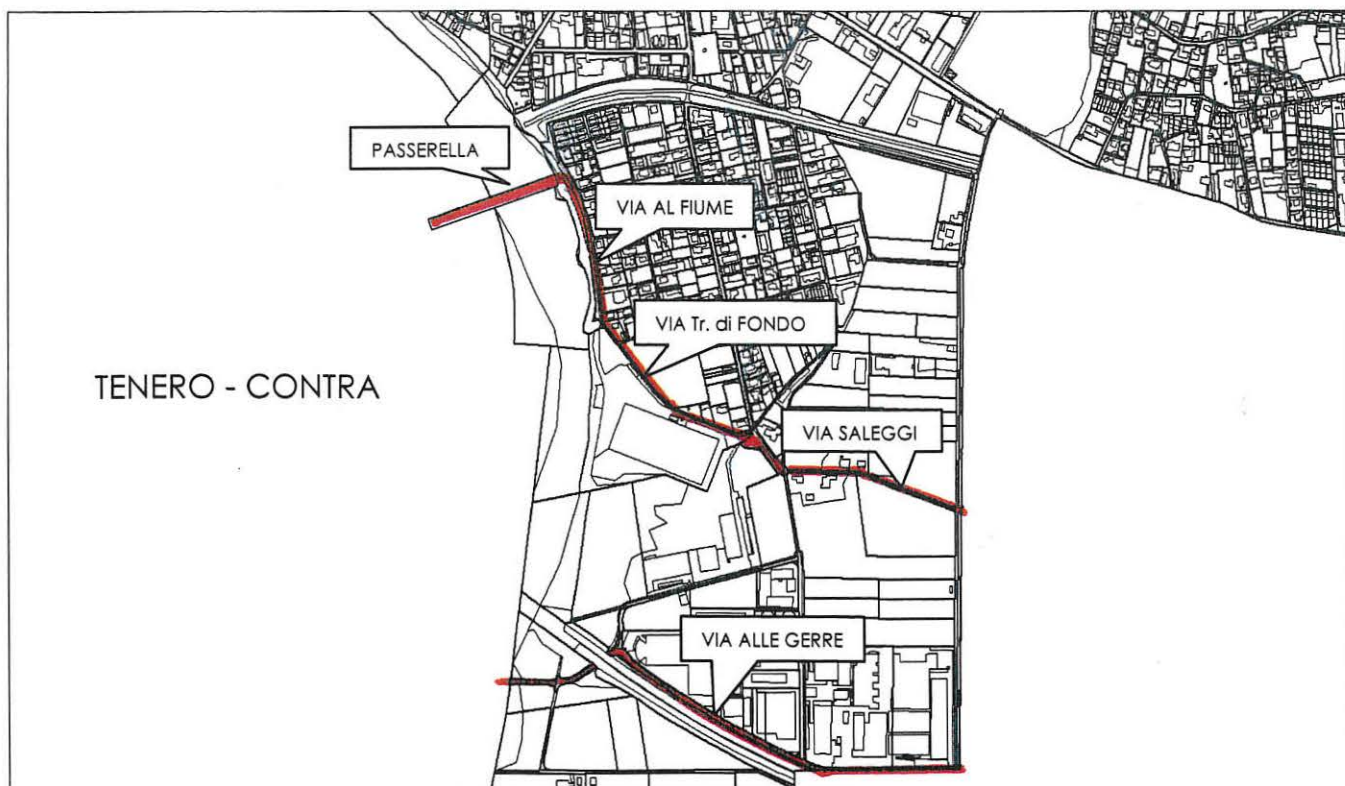 PASSERELLA
VIA AL FIUME
VIA Tr. di FONDO
TENERO - CONTRA
VIA SALEGGI
VIA ALLE GERRE